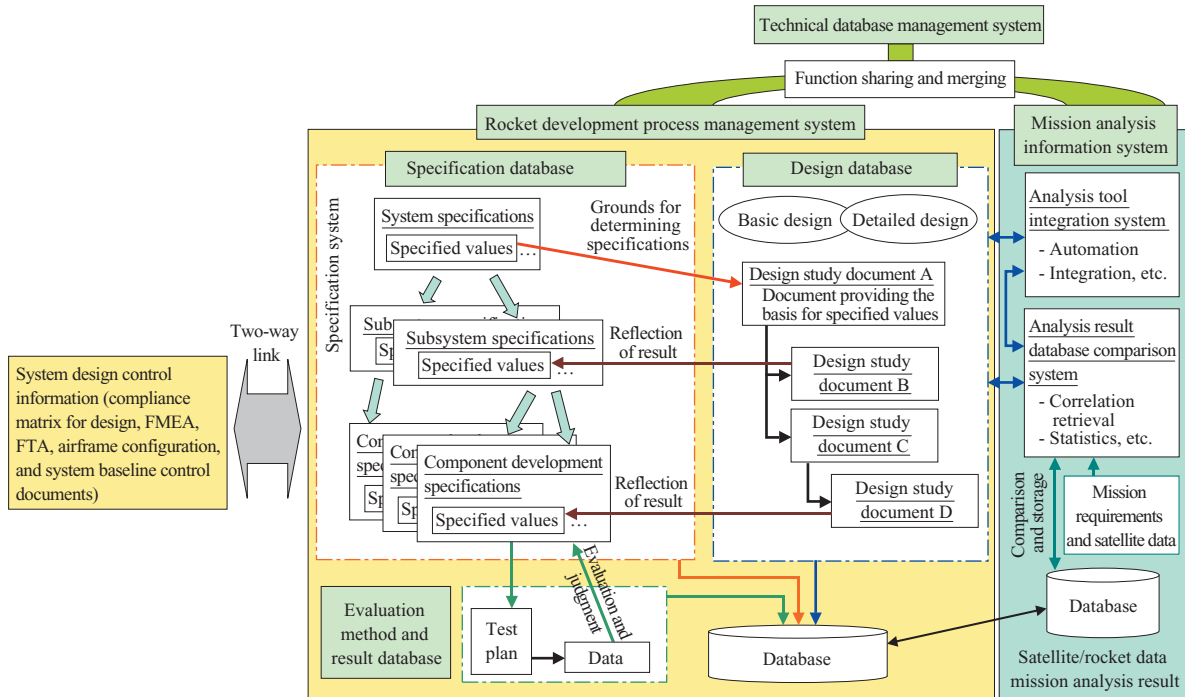 Technical database management system
Function sharing and merging
Rocket development process management system
Mission analysis
information system
Specification database
Design database
Specification system
System specifications
Specified values
...
Grounds for
determining
specifications
Basic design
Detailed design
Analysis tool
integration system
- Automation
- Integration, etc.
Design study document A
Document providing the
basis for specified values
Subsystem specifications
Specified values
...
Reflection
of result
Design study
document B
Analysis result
database comparison
system
- Correlation
retrieval
- Statistics, etc.
Two-way
link
System design control
information (compliance
matrix for design, FMEA,
FTA, airframe configuration,
and system baseline control
documents)
Design study
document C
Component development
specifications
Specified values
...
Reflection
of result
Design study
document D
Comparison
and storage
Mission
requirements
and satellite data
Evaluation
method and
result database
Test
plan
Data
Evaluation and
judgment
Database
Database
Satellite/rocket data
mission analysis result